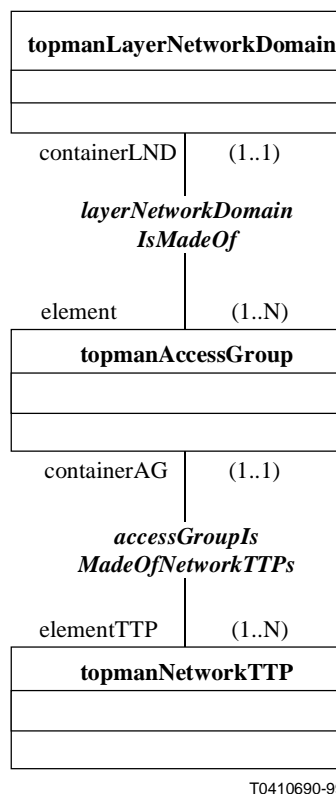 topmanLayerNetworkDomain
containerLND (1..1)
layerNetworkDomain
IsMadeOf
element (1..N)
topmanAccessGroup
containerAG (1..1)
accessGroupIs
MadeOfNetworkTTPs
elementTTP (1..N)
topmanNetworkTTP
T0410690-9